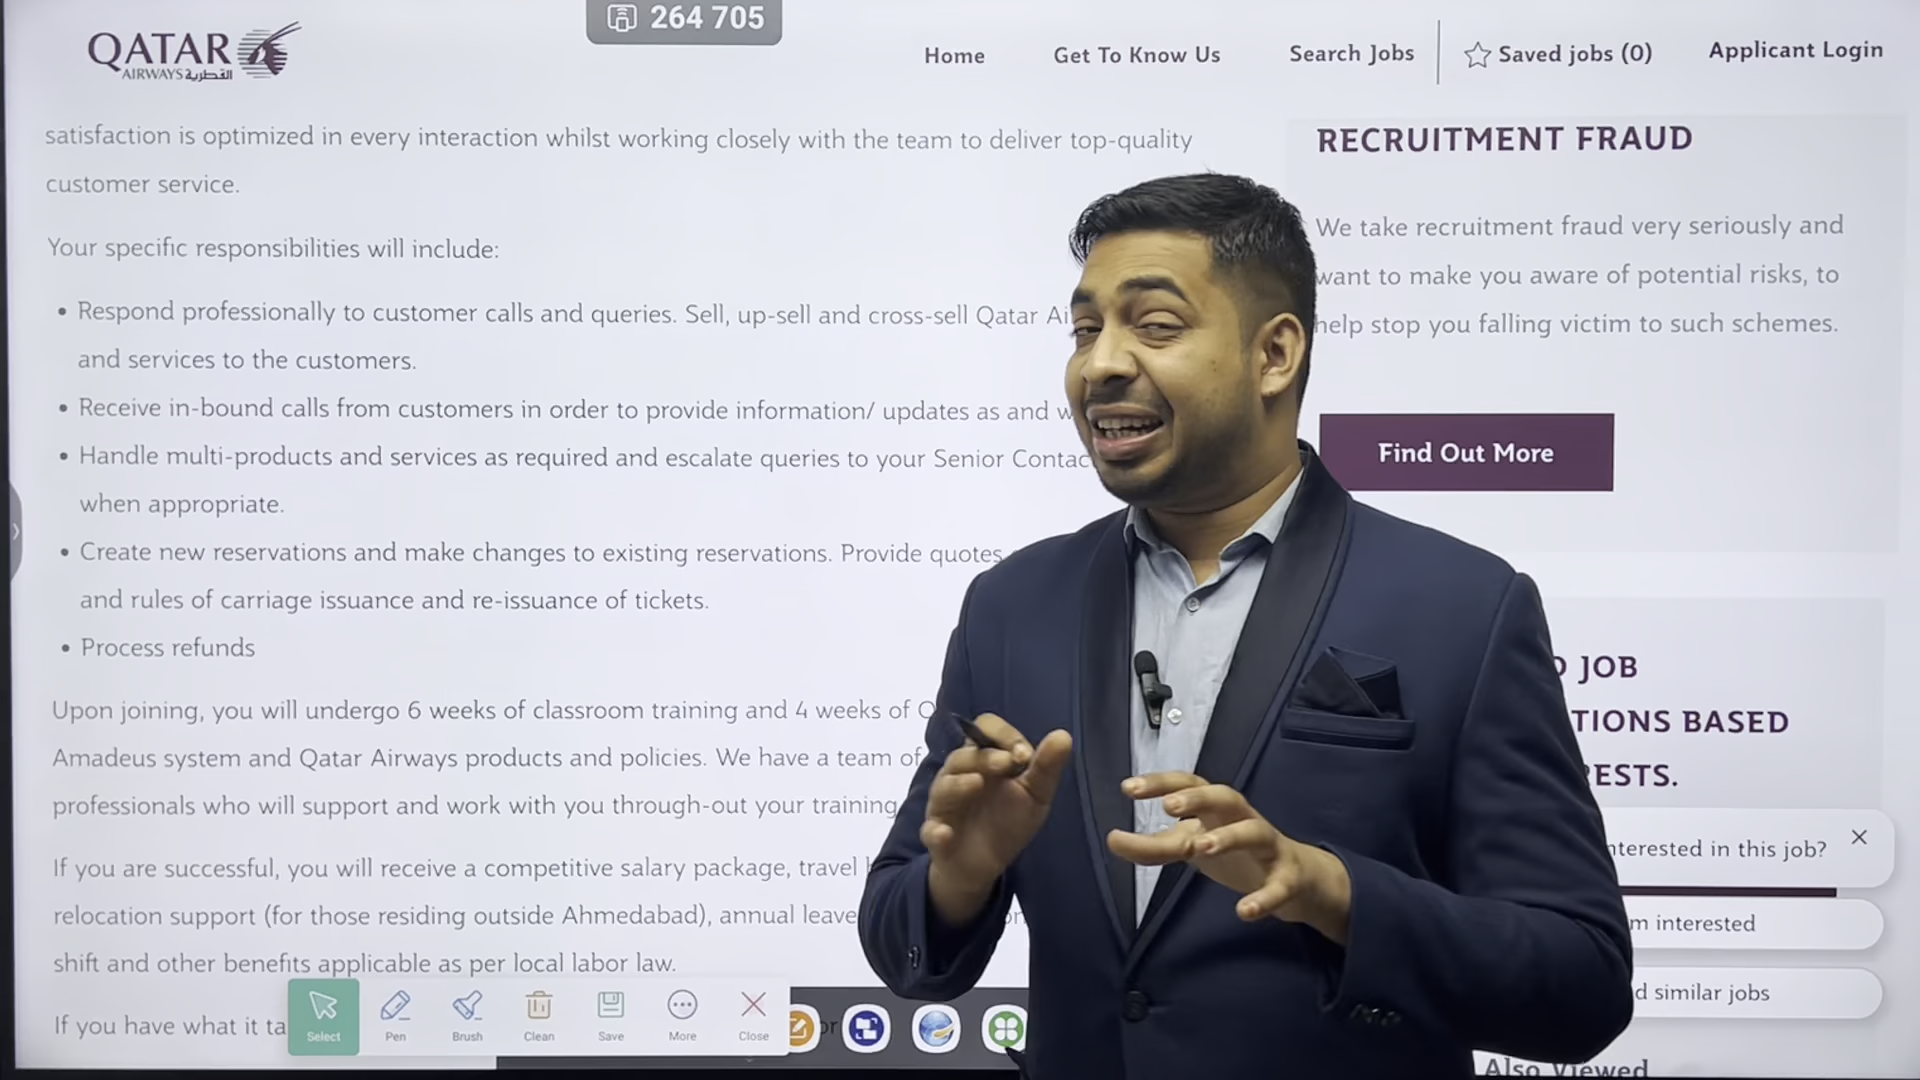 264 705
QATAR
AIRWAYS القطرية
Home
Get To Know Us
Search Jobs
Saved jobs (0)
Applicant Login
satisfaction is optimized in every interaction whilst working closely with the team to deliver top-quality
customer service.
Your specific responsibilities will include:
• Respond professionally to customer calls and queries. Sell, up-sell and cross-sell Qatar Ai
and services to the customers.
• Receive in-bound calls from customers in order to provide information/ updates as and w
• Handle multi-products and services as required and escalate queries to your Senior Contac
when appropriate.
• Create new reservations and make changes to existing reservations. Provide quotes
and rules of carriage issuance and re-issuance of tickets.
• Process refunds
Upon joining, you will undergo 6 weeks of classroom training and 4 weeks of O
Amadeus system and Qatar Airways products and policies. We have a team of
professionals who will support and work with you through-out your training
If you are successful, you will receive a competitive salary package, travel
relocation support (for those residing outside Ahmedabad), annual leave
shift and other benefits applicable as per local labor law.
If you have what it ta
or
RECRUITMENT FRAUD
We take recruitment fraud very seriously and
want to make you aware of potential risks, to
help stop you falling victim to such schemes.
Find Out More
JOB
TIONS BASED
ESTS.
nterested in this job?
m interested
d similar jobs
Also Viewed
Select
Pen
Brush
Clean
Save
More
Close